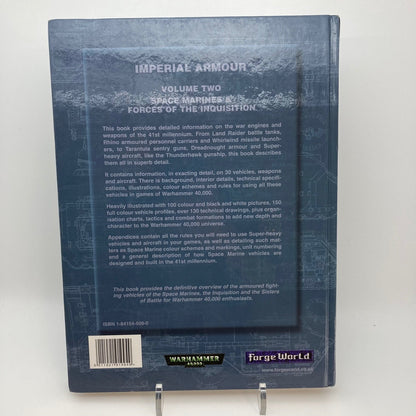 IMPERIAL ARMOUR
VOLUME TWO
SPACE MARINES &
FORCES OF THE INQUISITION
This book provides detailed information on the war engines and
weapons of the 41st millennium. From Land Raider battle tanks,
Rhino armoured personnel carriers and Whirlwind missile launch-
ers, to Tarantula sentry guns, Dreadnought armour and Super-
heavy aircraft, like the Thunderhawk gunship, this book describes
them all in superb detail.
It contains information, in exacting detail, on 30 vehicles, weapons
and aircraft. There is background, interior details, technical specifi-
cations, illustrations, colour schemes and rules for using all these
vehicles in games of Warhammer 40,000.
Heavily illustrated with 100 colour and black and white pictures, 150
full colour vehicle profiles, over 130 technical drawings, plus organ-
isation charts, tactics and combat formations to add new depth and
character to the Warhammer 40,000 universe.
Appendices contain all the rules you will need to use Super-heavy
vehicles and aircraft in your games, as well as detailing such mat-
ters as Space Marine colour schemes and markings, unit numbering
and a general description of how Space Marine vehicles are
designed and built in the 41st millennium.
This book provides the definitive overview of the armoured fight-
ing vehicles of the Space Marines, the Inquisition and the Sisters
of Battle for Warhammer 40,000 enthusiasts.
WARHAMMER
40,000
Forge World
www.forgeworld.co.uk